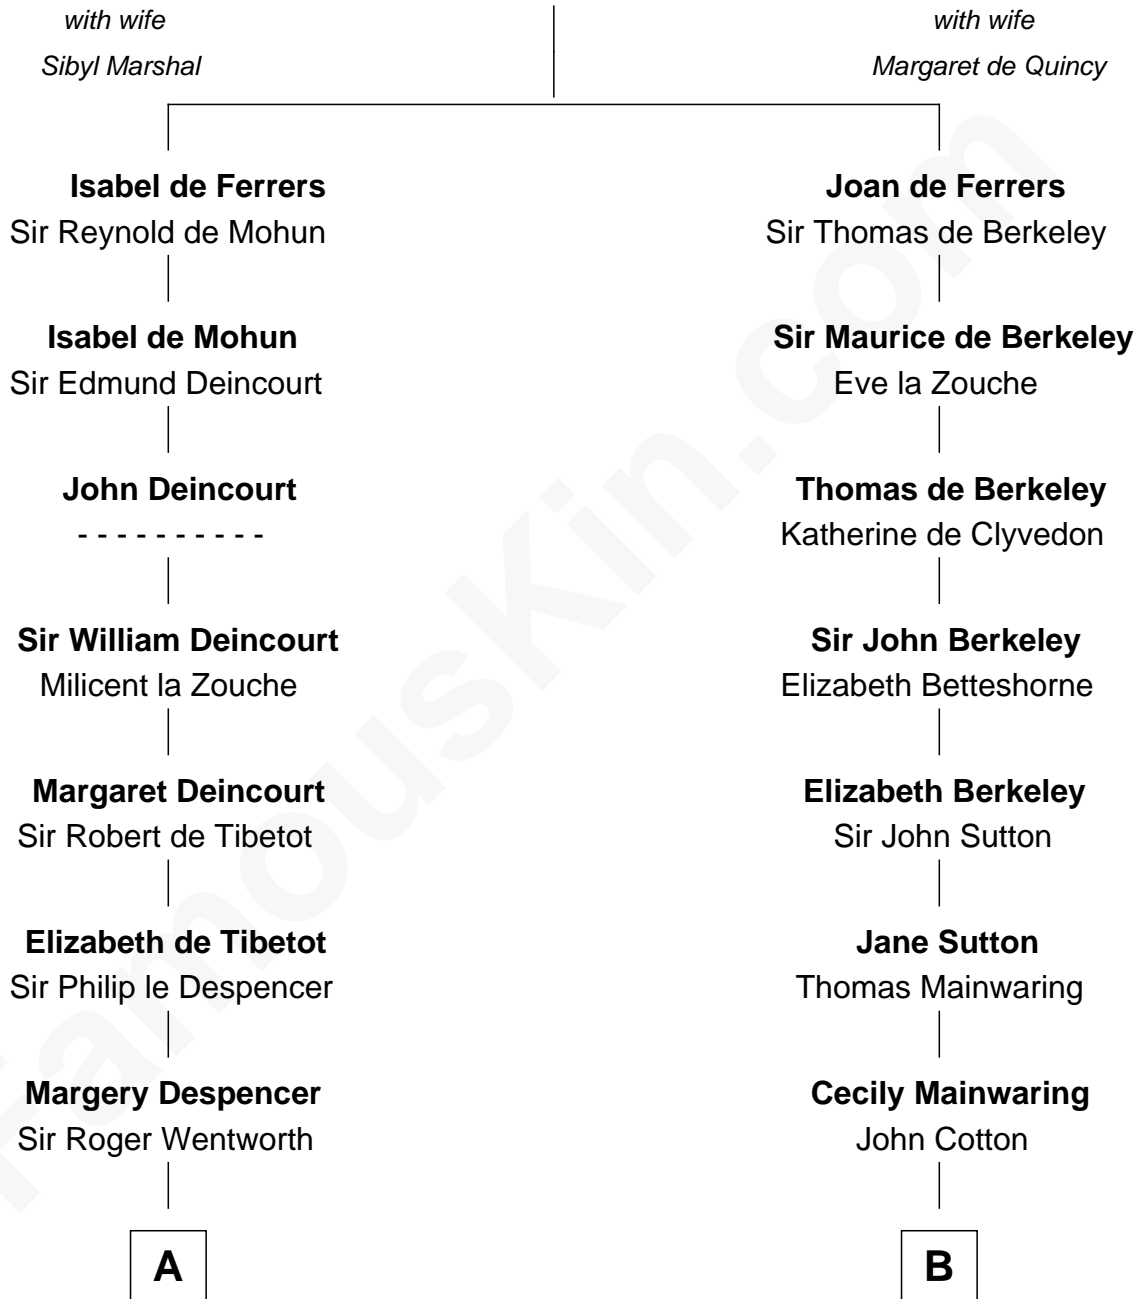 with wife
Sibyl Marshal
with wife
Margaret de Quincy
Isabel de Ferrers
Sir Reynold de Mohun
Joan de Ferrers
Sir Thomas de Berkeley
Isabel de Mohun
Sir Edmund Deincourt
Sir Maurice de Berkeley
Eve la Zouche
John Deincourt
- - - - - - - - - -
Thomas de Berkeley
Katherine de Clyvedon
Sir William Deincourt
Milicent la Zouche
Sir John Berkeley
Elizabeth Betteshorne
Margaret Deincourt
Sir Robert de Tibetot
Elizabeth Berkeley
Sir John Sutton
Elizabeth de Tibetot
Sir Philip le Despencer
Jane Sutton
Thomas Mainwaring
Margery Despencer
Sir Roger Wentworth
Cecily Mainwaring
John Cotton
A
B
FamousKin.com